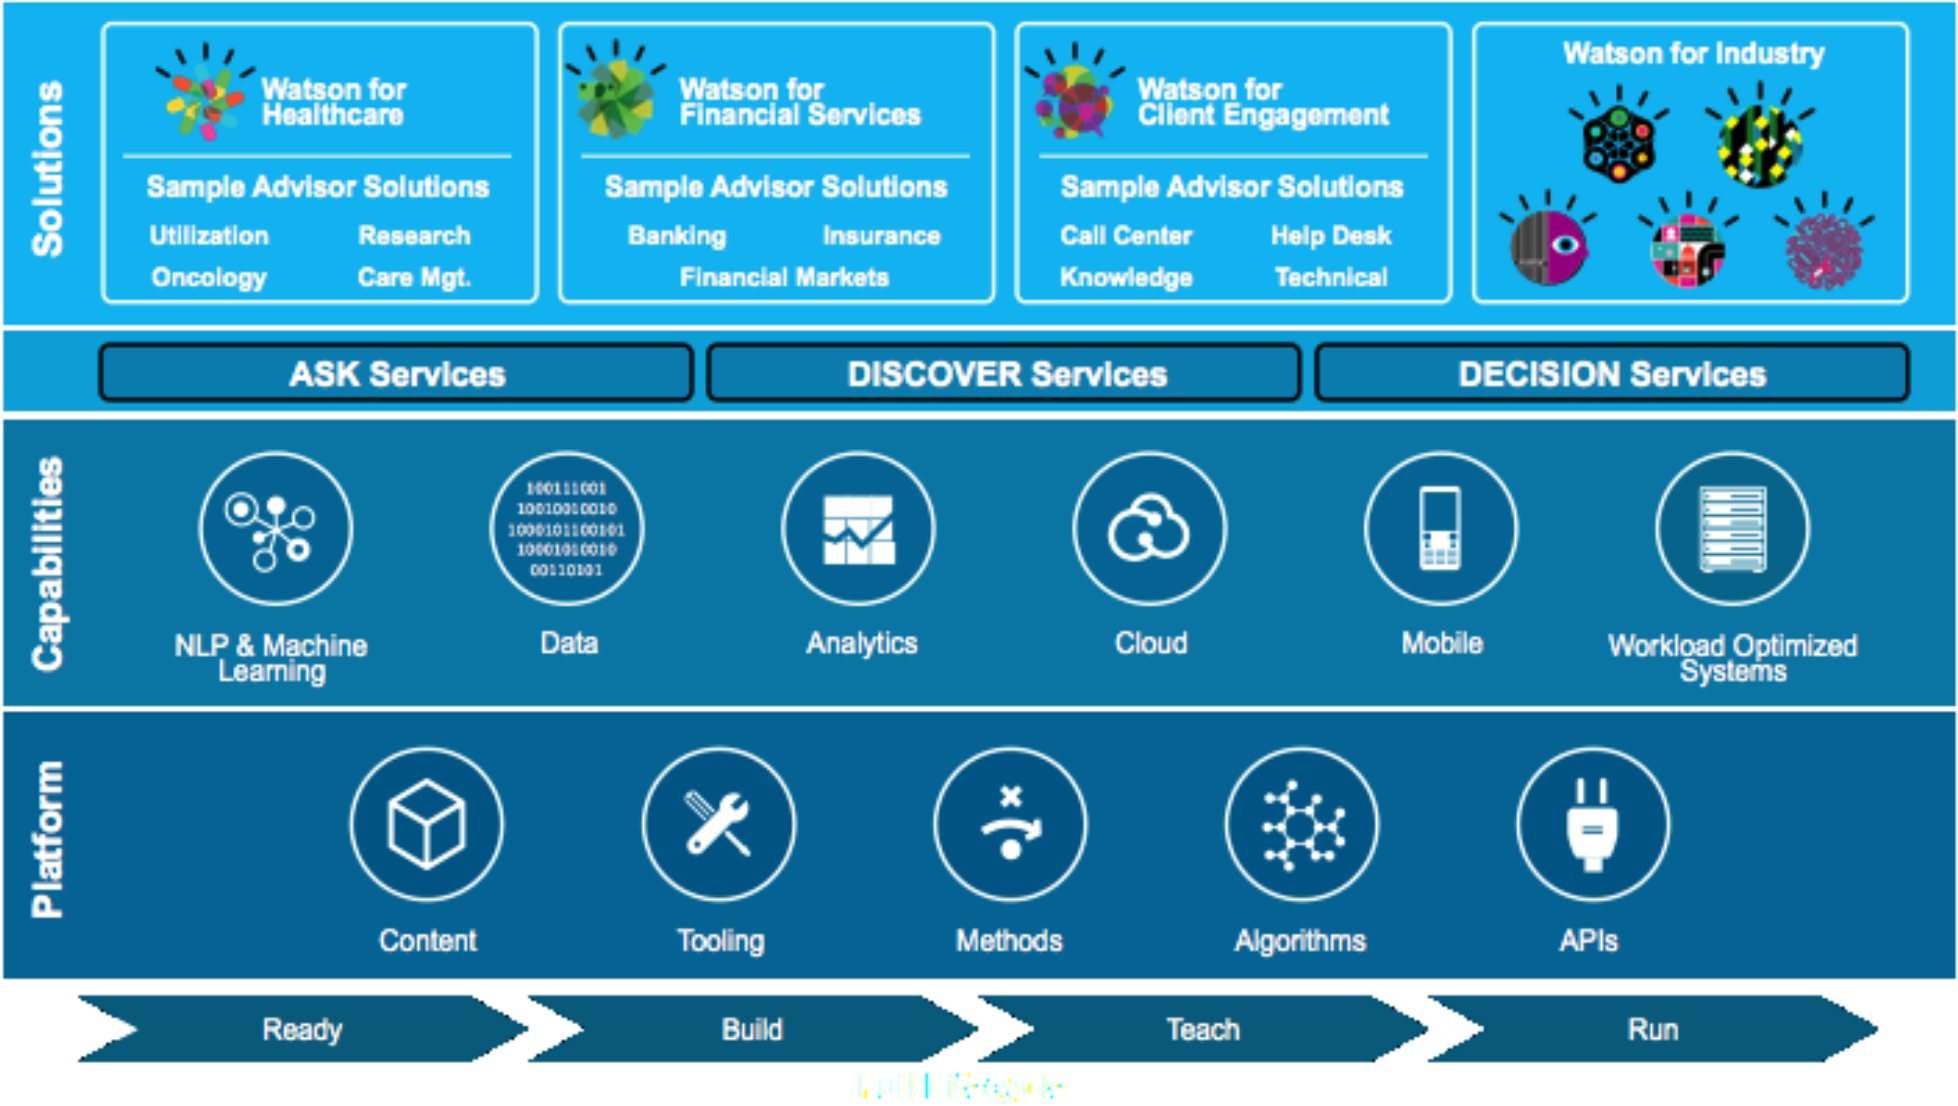 Solutions
Watson for
Healthcare
Sample Advisor Solutions
Utilization Research
Oncology Care Mgt.
Watson for
Financial Services
Sample Advisor Solutions
Banking Insurance
Financial Markets
Watson for
Client Engagement
Sample Advisor Solutions
Call Center Help Desk
Knowledge Technical
Watson for Industry
ASK Services
DISCOVER Services
DECISION Services
Capabilities
NLP & Machine
Learning
100111001
10010010010
1000101100101
10001010010
00110101
Data
Analytics
Cloud
Mobile
Workload Optimized
Systems
Platform
Content
Tooling
Methods
Algorithms
APIs
Ready
Build
Teach
Run